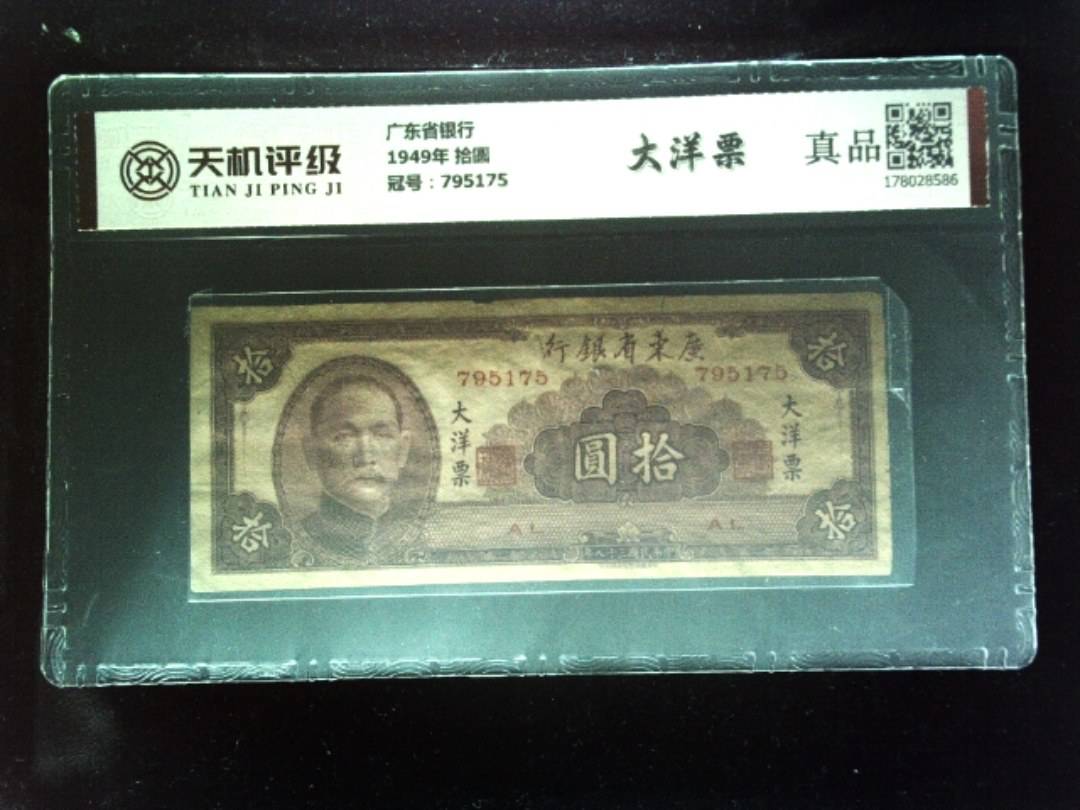 天机评级
TIAN JI PING JI
广东省银行
1949年 拾圆
冠号：795175
大洋票
真品
178028586
行銀省東廣
795175 795175
拾 拾
大洋票
大洋票
圓拾
AL AL
拾 拾